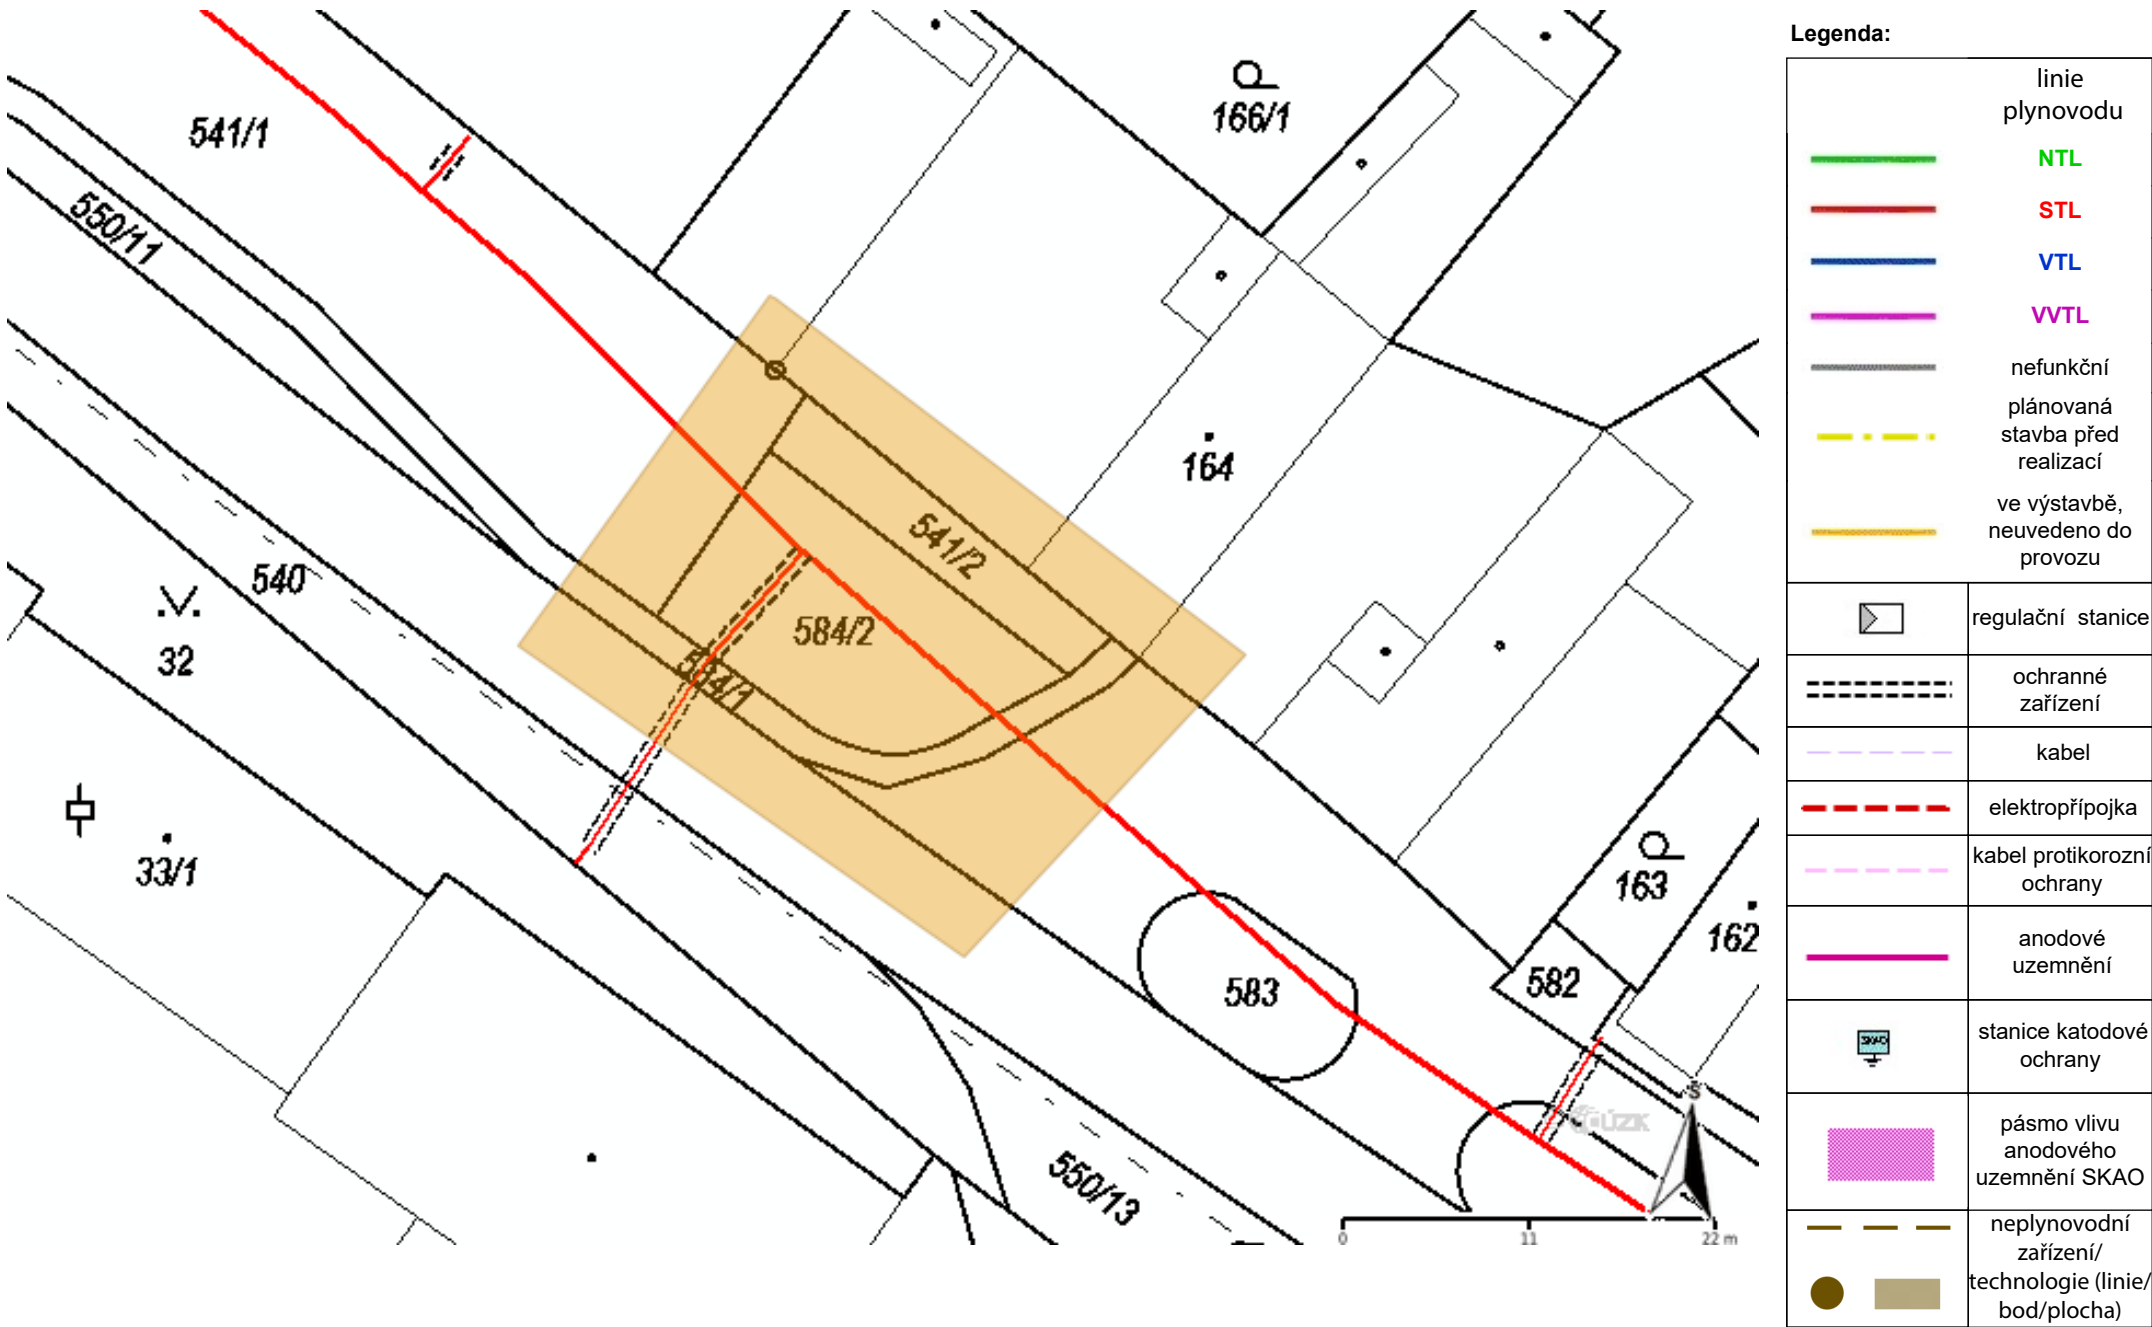 541/1
550/11
166/1
164
541/2
584/2
540
32
33/1
583
163
162
582
550/13
Š
0 11 22 m
Legenda:
linie
plynovodu
NTL
STL
VTL
VVTL
nefunkční
plánovaná
stavba před
realizací
ve výstavbě,
neuvedeno do
provozu
regulační stanice
ochranné
zařízení
kabel
elektropřípojka
kabel protikorozní
ochrany
anodové
uzemnění
SKAO
stanice katodové
ochrany
pásmo vlivu
anodového
uzemnění SKAO
neplynovodní
zařízení/
technologie (linie/
bod/plocha)